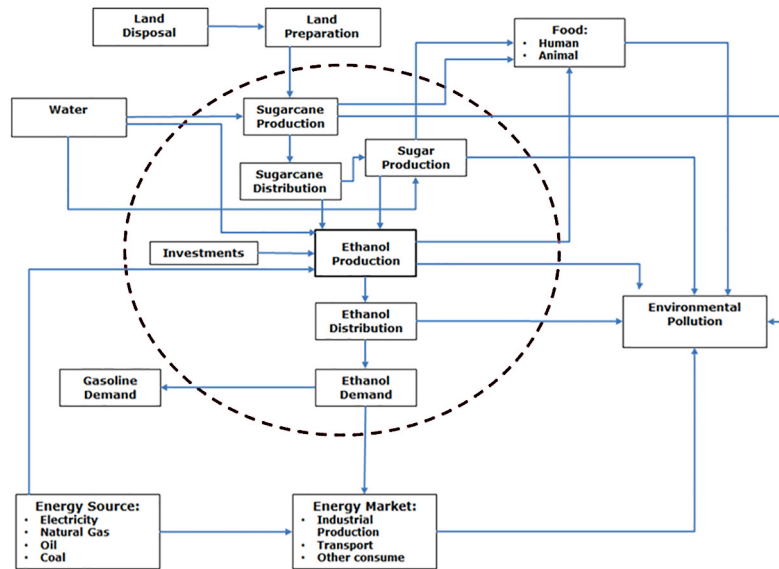 Land
Disposal
Land
Preparation
Food:
• Human
• Animal
Water
Sugarcane
Production
Sugar
Production
Sugarcane
Distribution
Investments
Ethanol
Production
Ethanol
Distribution
Environmental
Pollution
Gasoline
Demand
Ethanol
Demand
Energy Source:
• Electricity
• Natural Gas
• Oil
• Coal
Energy Market:
• Industrial
Production
• Transport
• Other consume